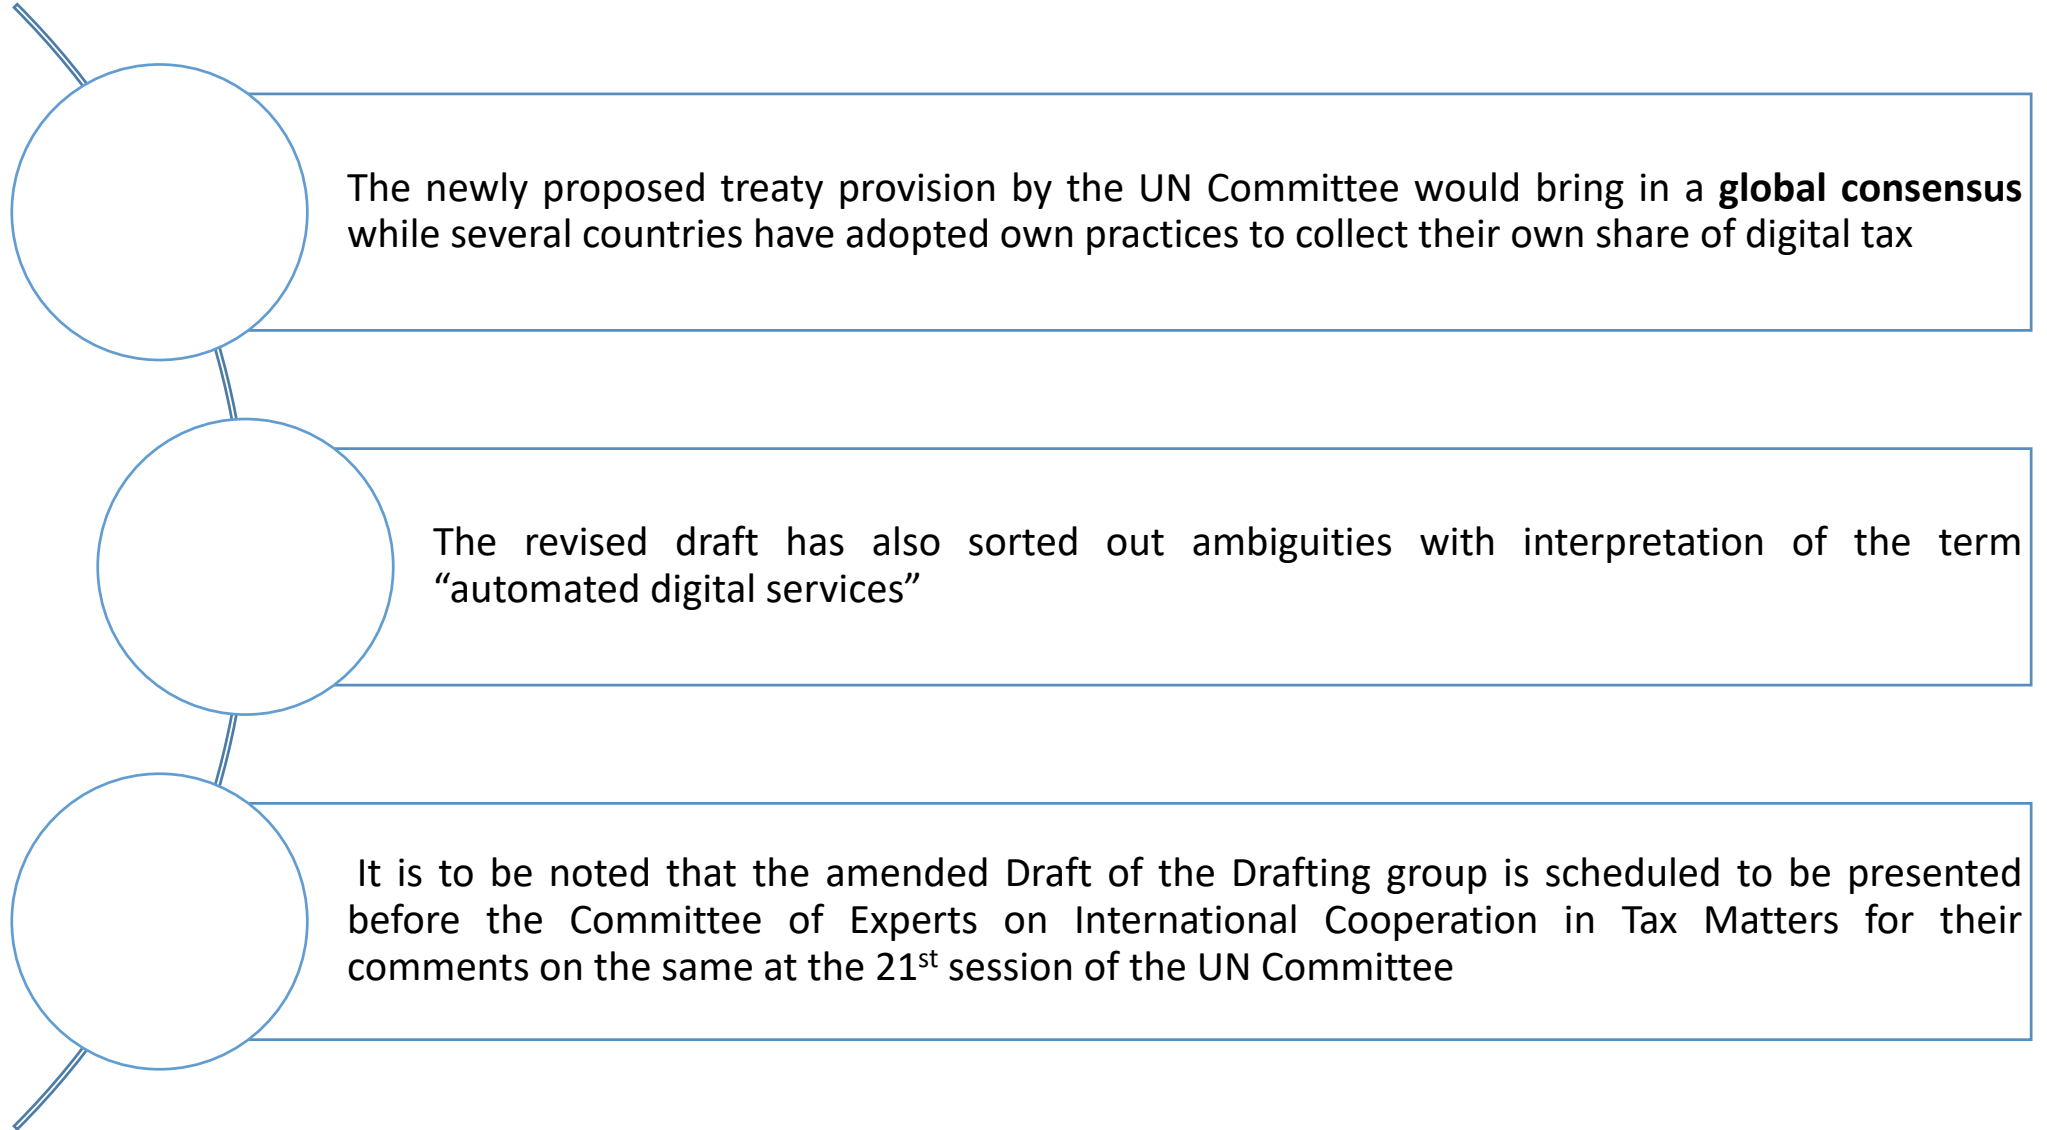 The newly proposed treaty provision by the UN Committee would bring in a global consensus
while several countries have adopted own practices to collect their own share of digital tax
The revised draft has also sorted out ambiguities with interpretation of the term
“automated digital services”
It is to be noted that the amended Draft of the Drafting group is scheduled to be presented
before the Committee of Experts on International Cooperation in Tax Matters for their
comments on the same at the 21st session of the UN Committee